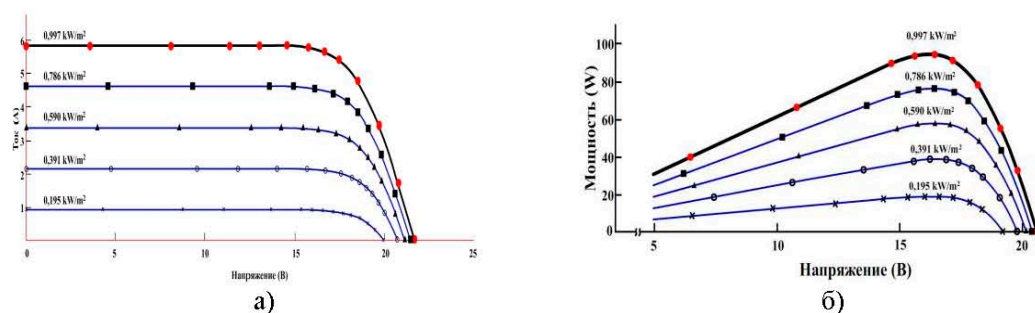 6
5
4
3
2
1
Ток (А)
0,997 kW/m²
0,786 kW/m²
0,590 kW/m²
0,391 kW/m²
0,195 kW/m²
0
5
10
15
20
25
Напряжение (В)
а)
100
80
60
40
20
0
Мощность (W)
0,997 kW/m²
0,786 kW/m²
0,590 kW/m²
0,391 kW/m²
0,195 kW/m²
5
10
15
20
Напряжение (В)
б)